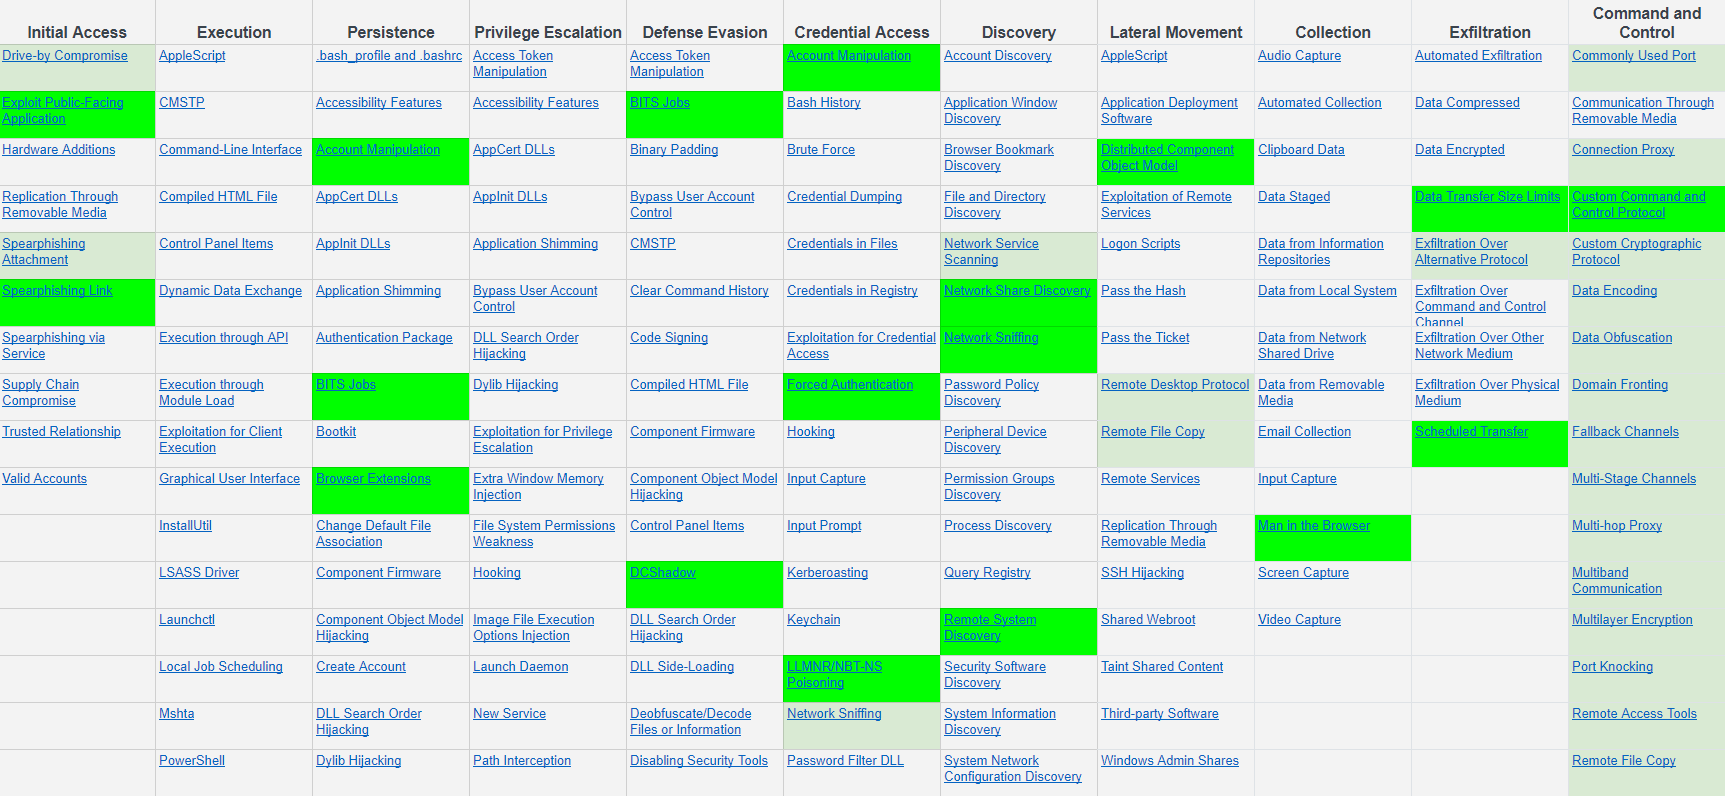 Initial Access
Execution
Persistence
Privilege Escalation
Defense Evasion
Credential Access
Discovery
Lateral Movement
Collection
Exfiltration
Command and
Control
Drive-by Compromise
AppleScript
.bash_profile and .bashrc
Access Token
Manipulation
Access Token
Manipulation
Account Manipulation
Account Discovery
AppleScript
Audio Capture
Automated Exfiltration
Commonly Used Port
Exploit Public-Facing
Application
CMSTP
Accessibility Features
Accessibility Features
BITS Jobs
Bash History
Application Window
Discovery
Application Deployment
Software
Automated Collection
Data Compressed
Communication Through
Removable Media
Hardware Additions
Command-Line Interface
Account Manipulation
AppCert DLLs
Binary Padding
Brute Force
Browser Bookmark
Discovery
Distributed Component
Object Model
Clipboard Data
Data Encrypted
Connection Proxy
Replication Through
Removable Media
Compiled HTML File
AppCert DLLs
AppInit DLLs
Bypass User Account
Control
Credential Dumping
File and Directory
Discovery
Exploitation of Remote
Services
Data Staged
Data Transfer Size Limits
Custom Command and
Control Protocol
Spearphishing
Attachment
Control Panel Items
AppInit DLLs
Application Shimming
CMSTP
Credentials in Files
Network Service
Scanning
Logon Scripts
Data from Information
Repositories
Exfiltration Over
Alternative Protocol
Custom Cryptographic
Protocol
Spearphishing Link
Dynamic Data Exchange
Application Shimming
Bypass User Account
Control
Clear Command History
Credentials in Registry
Network Share Discovery
Pass the Hash
Data from Local System
Exfiltration Over
Command and Control
Channel
Data Encoding
Spearphishing via
Service
Execution through API
Authentication Package
DLL Search Order
Hijacking
Code Signing
Exploitation for Credential
Access
Network Sniffing
Pass the Ticket
Data from Network
Shared Drive
Exfiltration Over Other
Network Medium
Data Obfuscation
Supply Chain
Compromise
Execution through
Module Load
BITS Jobs
Dylib Hijacking
Compiled HTML File
Forced Authentication
Password Policy
Discovery
Remote Desktop Protocol
Data from Removable
Media
Exfiltration Over Physical
Medium
Domain Fronting
Trusted Relationship
Exploitation for Client
Execution
Bootkit
Exploitation for Privilege
Escalation
Component Firmware
Hooking
Peripheral Device
Discovery
Remote File Copy
Email Collection
Scheduled Transfer
Fallback Channels
Valid Accounts
Graphical User Interface
Browser Extensions
Extra Window Memory
Injection
Component Object Model
Hijacking
Input Capture
Permission Groups
Discovery
Remote Services
Input Capture
Multi-Stage Channels
InstallUtil
Change Default File
Association
File System Permissions
Weakness
Control Panel Items
Input Prompt
Process Discovery
Replication Through
Removable Media
Man in the Browser
Multi-hop Proxy
LSASS Driver
Component Firmware
Hooking
DCShadow
Kerberoasting
Query Registry
SSH Hijacking
Screen Capture
Multiband
Communication
Launchctl
Component Object Model
Hijacking
Image File Execution
Options Injection
DLL Search Order
Hijacking
Keychain
Remote System
Discovery
Shared Webroot
Video Capture
Multilayer Encryption
Local Job Scheduling
Create Account
Launch Daemon
DLL Side-Loading
LLMNR/NBT-NS
Poisoning
Security Software
Discovery
Taint Shared Content
Port Knocking
Mshta
DLL Search Order
Hijacking
New Service
Deobfuscate/Decode
Files or Information
Network Sniffing
System Information
Discovery
Third-party Software
Remote Access Tools
PowerShell
Dylib Hijacking
Path Interception
Disabling Security Tools
Password Filter DLL
System Network
Configuration Discovery
Windows Admin Shares
Remote File Copy